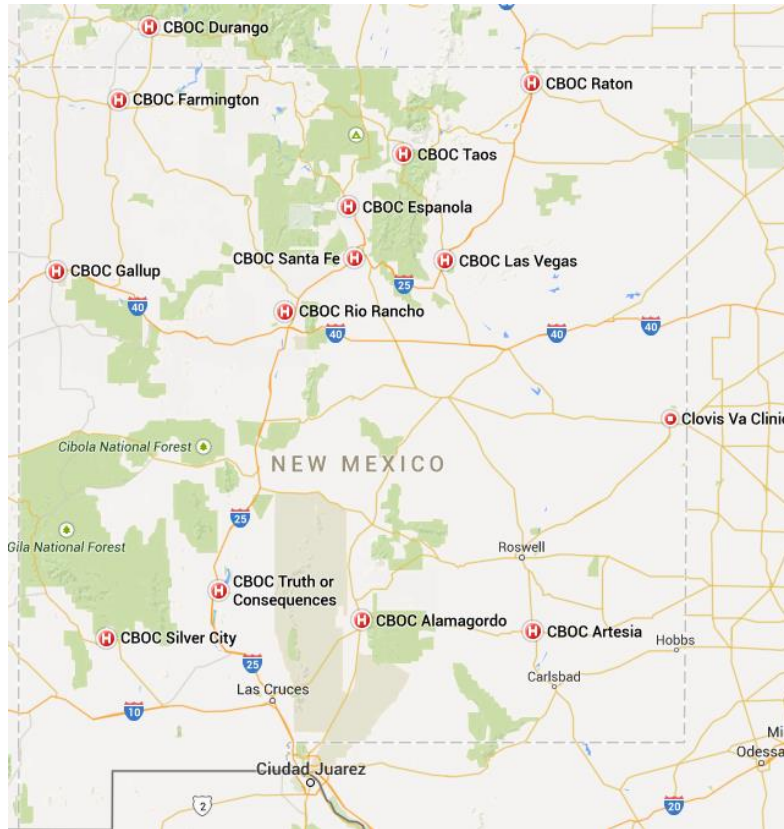 CBOC Durango
CBOC Farmington
CBOC Raton
CBOC Taos
CBOC Espanola
CBOC Santa Fe
CBOC Las Vegas
CBOC Gallup
25
40
CBOC Rio Rancho
40
40
40
Clovis Va Clinic
Cibola National Forest
NEW MEXICO
25
Gila National Forest
Roswell
CBOC Truth or
Consequences
CBOC Alamagordo
CBOC Artesia
CBOC Silver City
Hobbs
25
Carlsbad
Las Cruces
10
Mi
Odessa
Ciudad Juarez
2
20